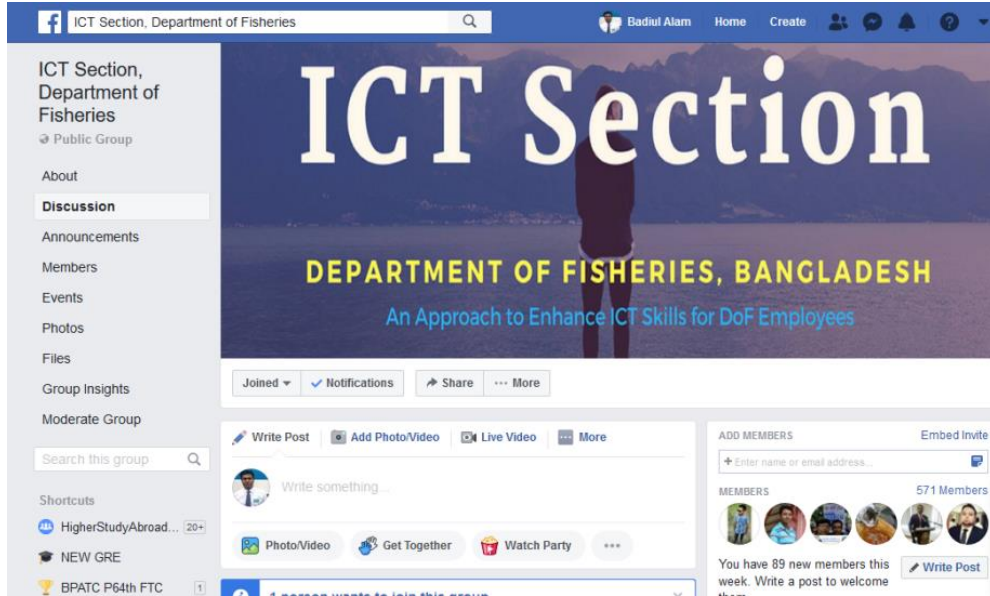 ICT Section, Department of Fisheries
Badiul Alam
Home
Create
ICT Section,
Department of
Fisheries
Public Group
About
Discussion
Announcements
Members
Events
Photos
Files
Group Insights
Moderate Group
Search this group
Shortcuts
HigherStudyAbroad... 20+
NEW GRE
BPATC P64th FTC 1
ICT Section
DEPARTMENT OF FISHERIES, BANGLADESH
An Approach to Enhance ICT Skills for DoF Employees
Joined
Notifications
Share
More
Write Post
Add Photo/Video
Live Video
More
Write something...
Photo/Video
Get Together
Watch Party
1 person wants to join this group
ADD MEMBERS
Embed Invite
+ Enter name or email address...
MEMBERS
571 Members
You have 89 new members this
week. Write a post to welcome
Write Post